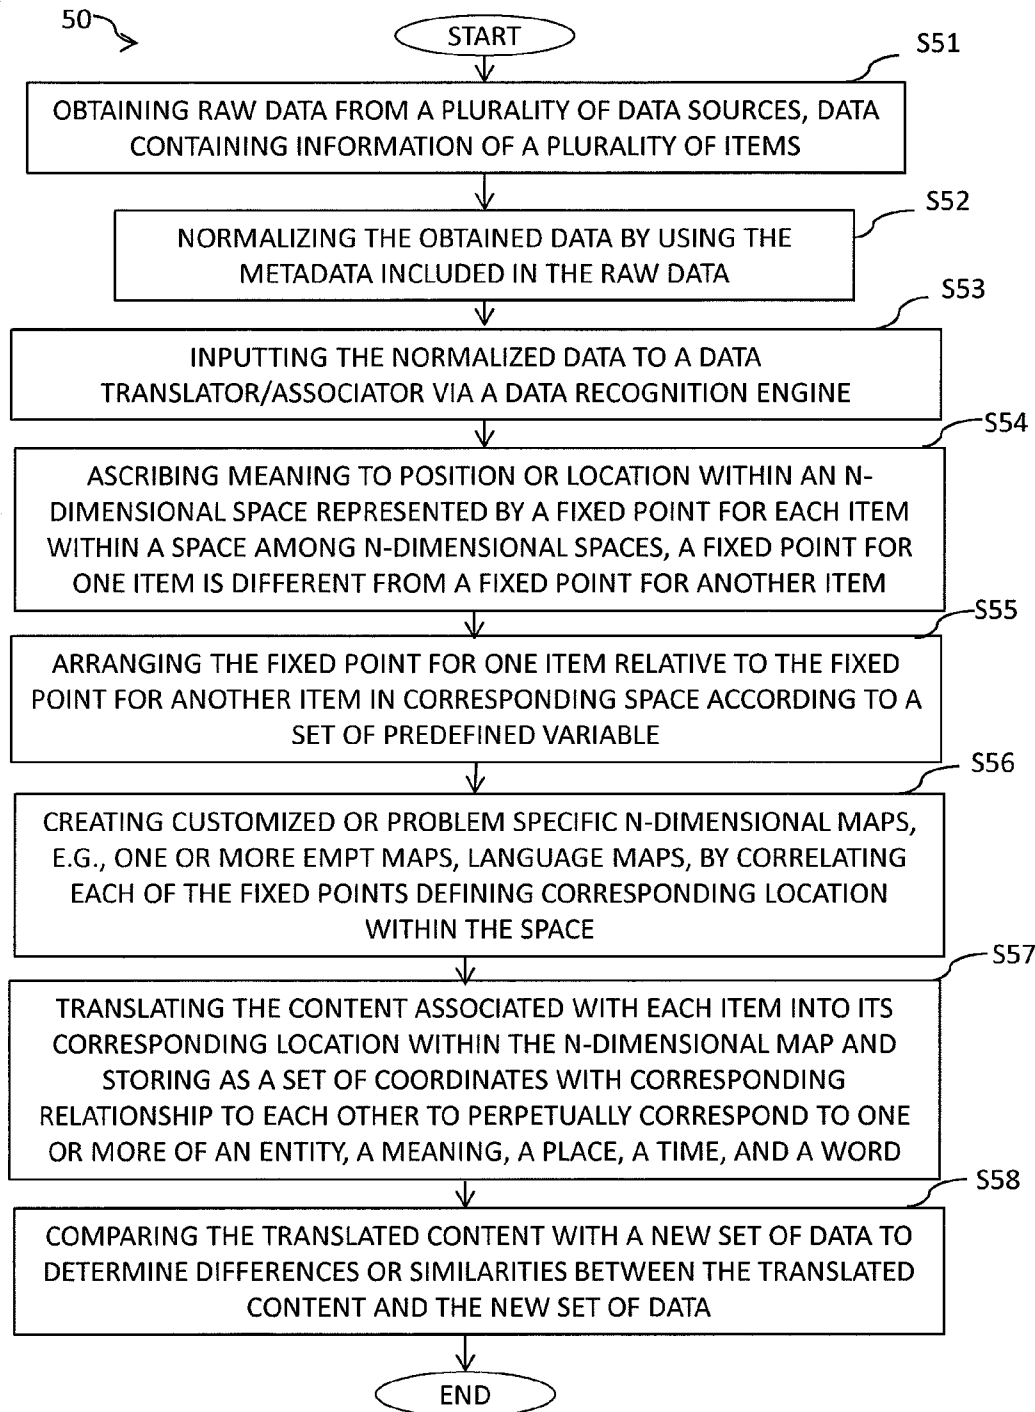 50
START
S51
OBTAINING RAW DATA FROM A PLURALITY OF DATA SOURCES, DATA
CONTAINING INFORMATION OF A PLURALITY OF ITEMS
S52
NORMALIZING THE OBTAINED DATA BY USING THE
METADATA INCLUDED IN THE RAW DATA
S53
INPUTTING THE NORMALIZED DATA TO A DATA
TRANSLATOR/ASSOCIATOR VIA A DATA RECOGNITION ENGINE
S54
ASCRIBING MEANING TO POSITION OR LOCATION WITHIN AN N-
DIMENSIONAL SPACE REPRESENTED BY A FIXED POINT FOR EACH ITEM
WITHIN A SPACE AMONG N-DIMENSIONAL SPACES, A FIXED POINT FOR
ONE ITEM IS DIFFERENT FROM A FIXED POINT FOR ANOTHER ITEM
S55
ARRANGING THE FIXED POINT FOR ONE ITEM RELATIVE TO THE FIXED
POINT FOR ANOTHER ITEM IN CORRESPONDING SPACE ACCORDING TO A
SET OF PREDEFINED VARIABLE
S56
CREATING CUSTOMIZED OR PROBLEM SPECIFIC N-DIMENSIONAL MAPS,
E.G., ONE OR MORE EMPT MAPS, LANGUAGE MAPS, BY CORRELATING
EACH OF THE FIXED POINTS DEFINING CORRESPONDING LOCATION
WITHIN THE SPACE
S57
TRANSLATING THE CONTENT ASSOCIATED WITH EACH ITEM INTO ITS
CORRESPONDING LOCATION WITHIN THE N-DIMENSIONAL MAP AND
STORING AS A SET OF COORDINATES WITH CORRESPONDING
RELATIONSHIP TO EACH OTHER TO PERPETUALLY CORRESPOND TO ONE
OR MORE OF AN ENTITY, A MEANING, A PLACE, A TIME, AND A WORD
S58
COMPARING THE TRANSLATED CONTENT WITH A NEW SET OF DATA TO
DETERMINE DIFFERENCES OR SIMILARITIES BETWEEN THE TRANSLATED
CONTENT AND THE NEW SET OF DATA
END